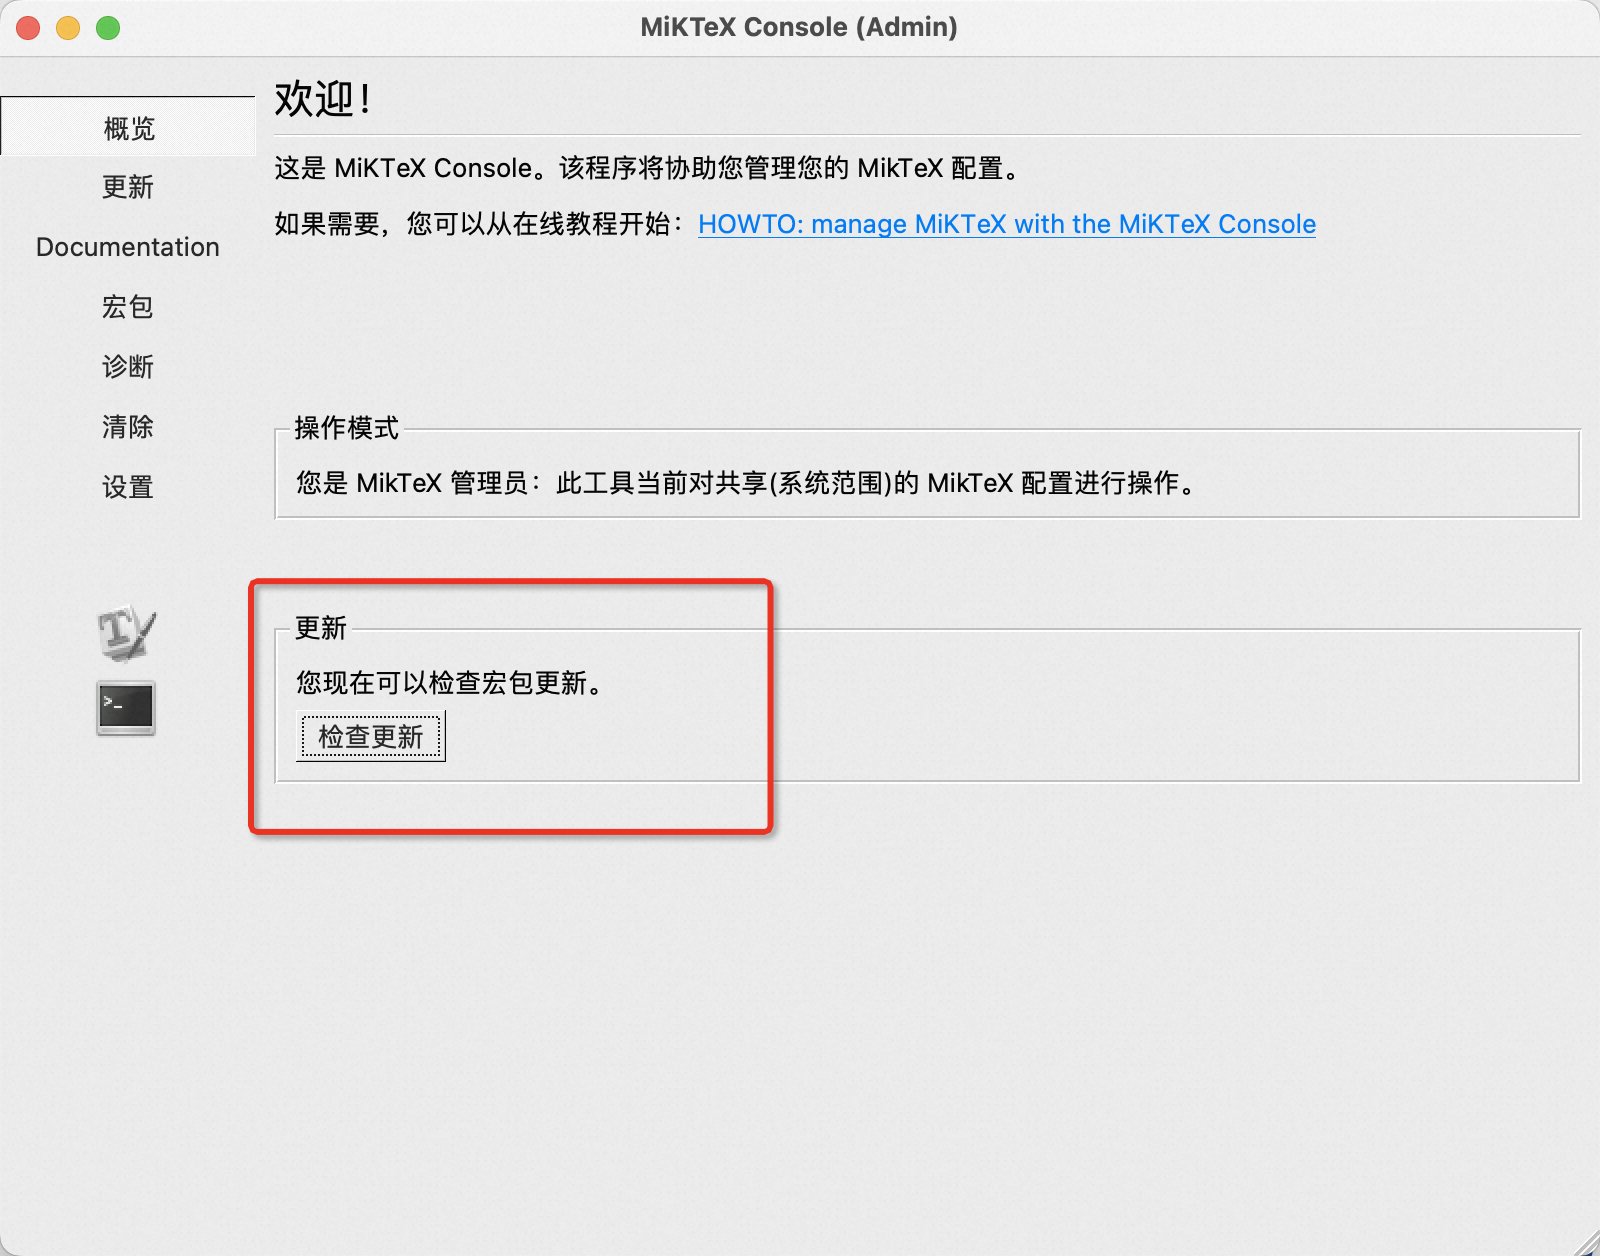 MiKTeX Console (Admin)
概览
更新
Documentation
宏包
诊断
清除
设置
欢迎！
这是 MiKTeX Console。该程序将协助您管理您的 MikTeX 配置。
如果需要，您可以从在线教程开始：HOWTO: manage MiKTeX with the MiKTeX Console
操作模式
您是 MikTeX 管理员：此工具当前对共享(系统范围)的 MikTeX 配置进行操作。
更新
您现在可以检查宏包更新。
检查更新
T
>_